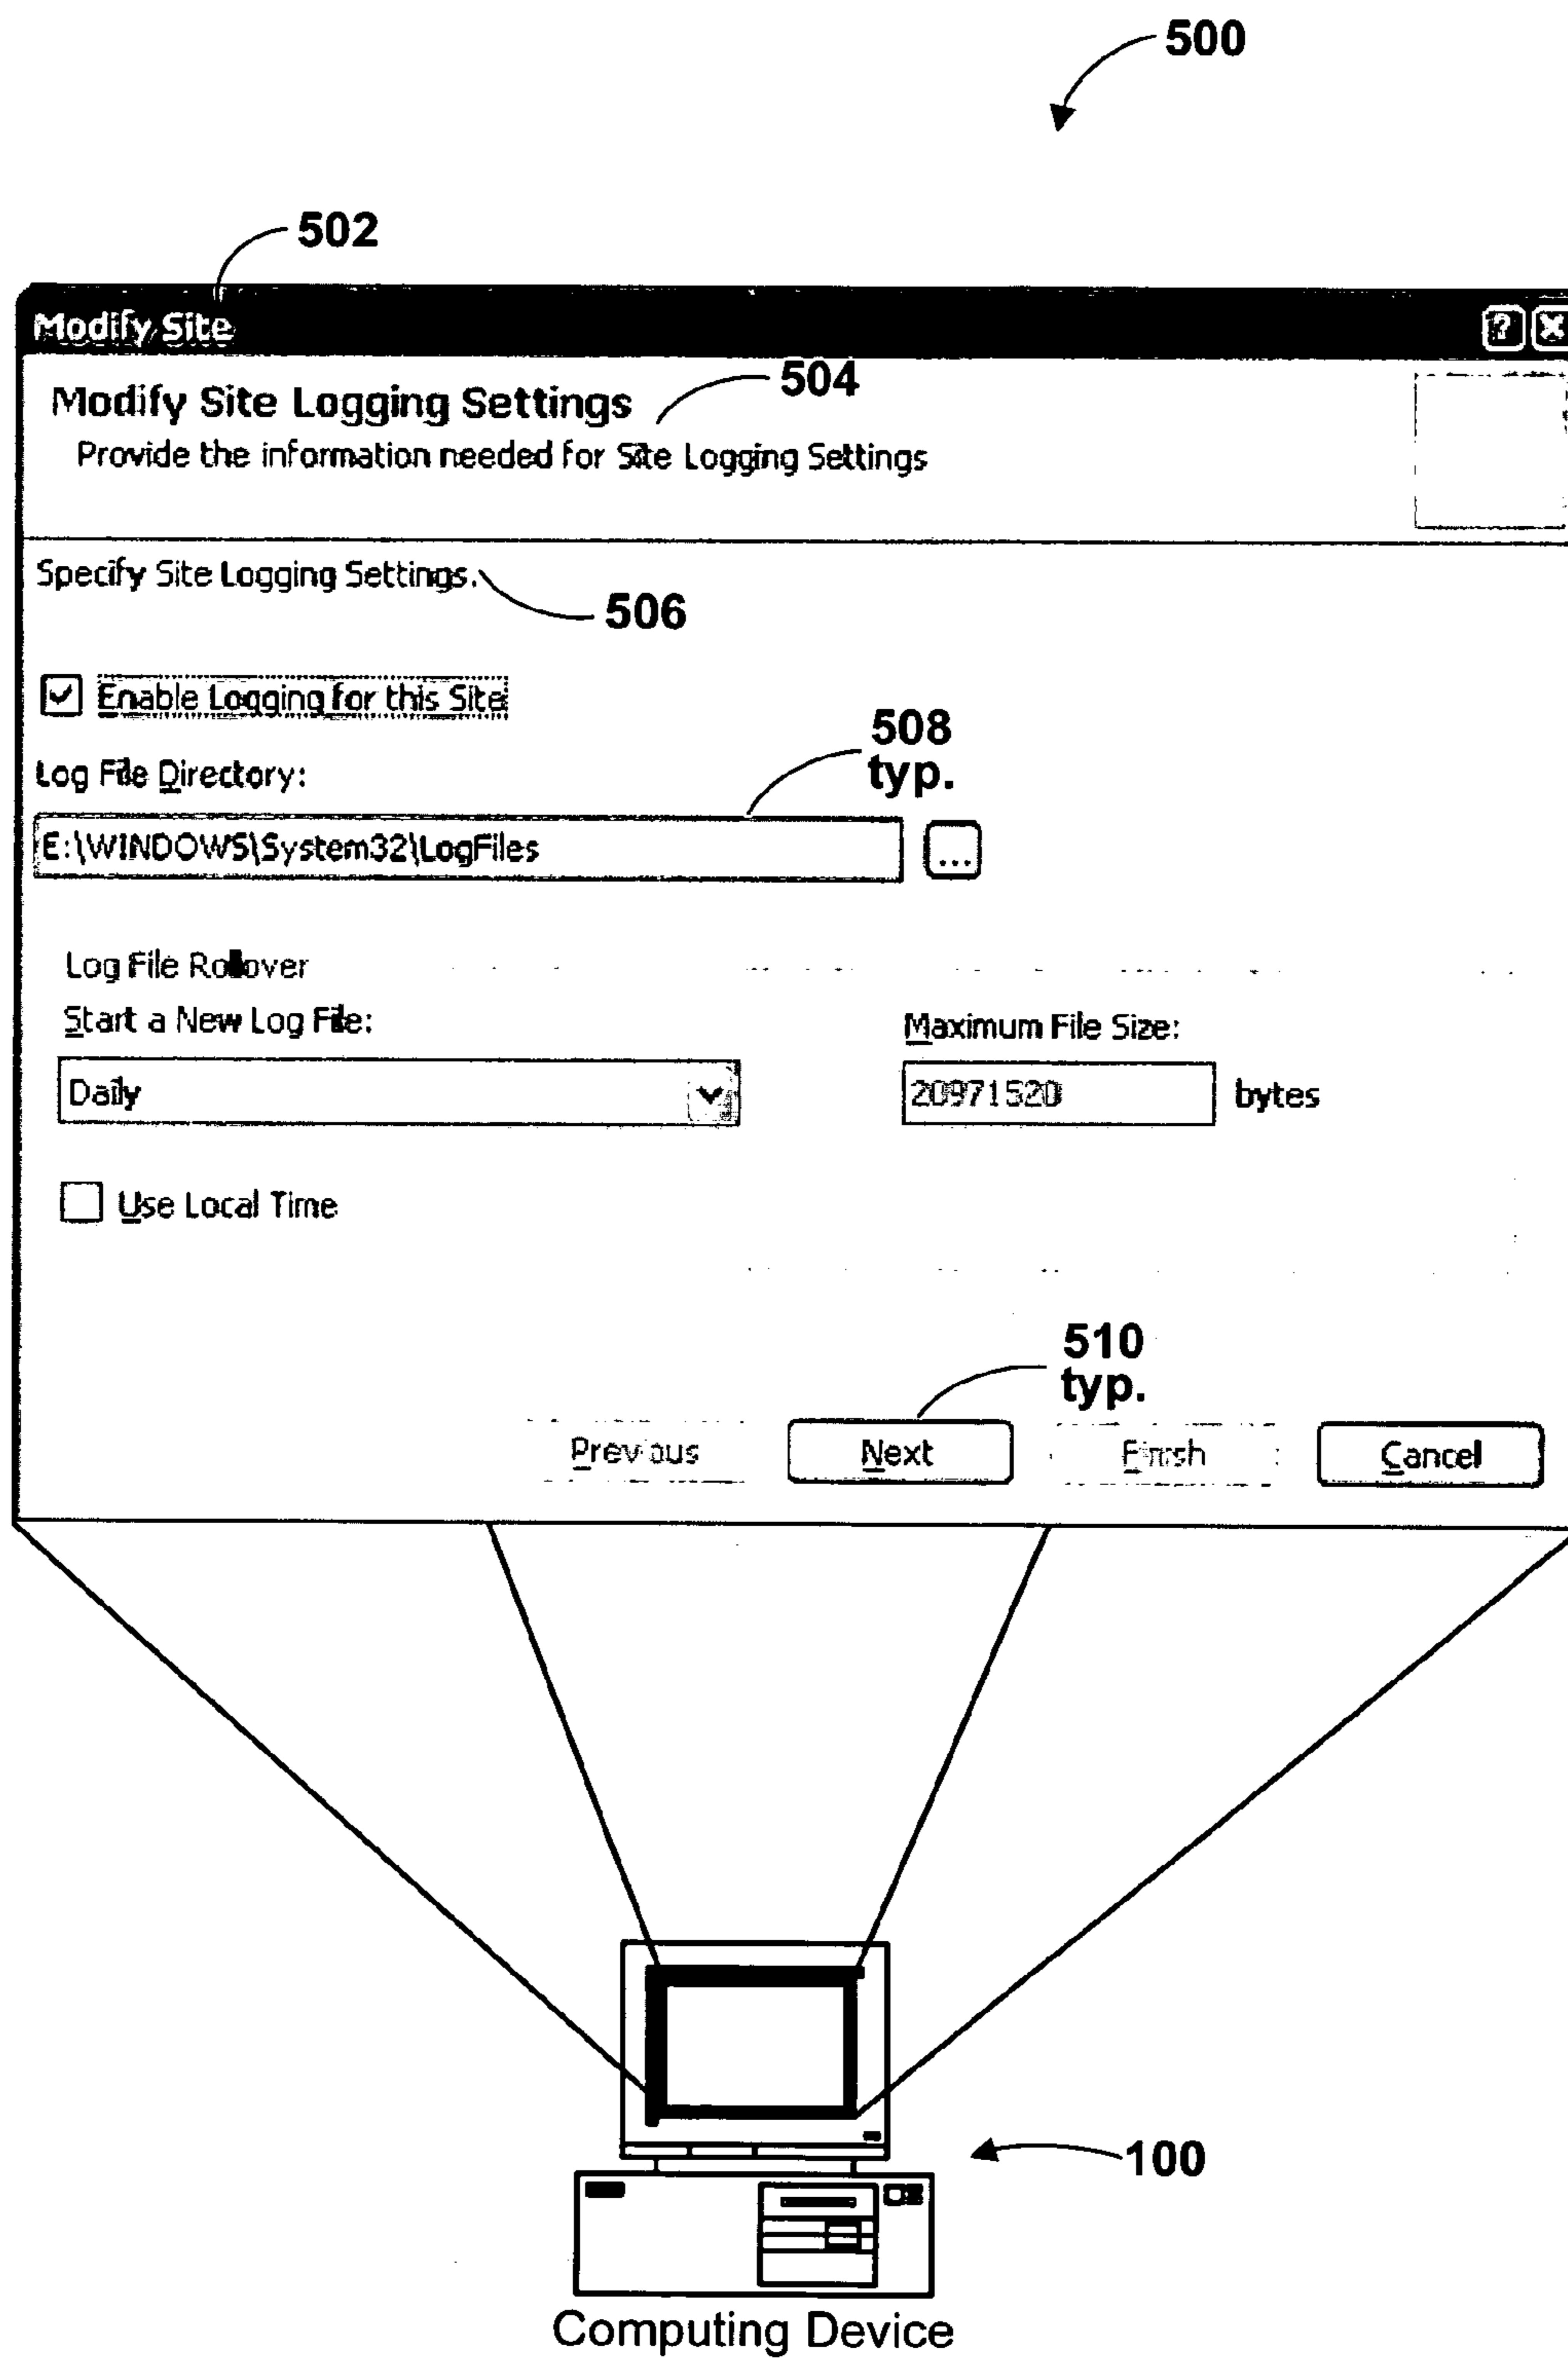 500
502
Modify Site
? X
504
Modify Site Logging Settings
Provide the information needed for Site Logging Settings
Specify Site Logging Settings.
506
Enable Logging for this Site
508
typ.
Log File Directory:
E:\WINDOWS\System32\LogFiles
...
Log File Rollover
Start a New Log File:
Maximum File Size:
Daily
20971520 bytes
Use Local Time
510
typ.
Previous Next Finish Cancel
100
Computing Device